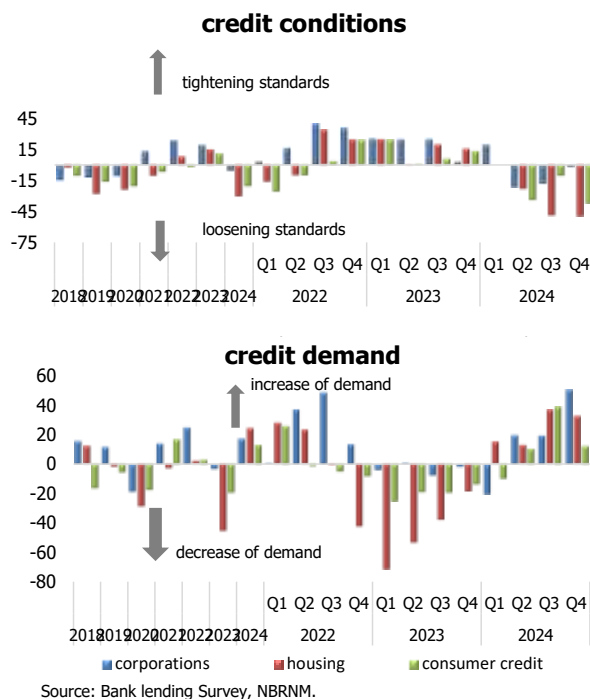 credit conditions
tightening standards
45
15
-15
-45
-75
loosening standards
Q1 Q2 Q3 Q4 Q1 Q2 Q3 Q4 Q1 Q2 Q3 Q4
2018 2019 2020 2021 2022 2023 2024 2022 2023 2024
credit demand
60
increase of demand
40
20
0
-20
-40
-60
decrease of demand
-80
Q1 Q2 Q3 Q4 Q1 Q2 Q3 Q4 Q1 Q2 Q3 Q4
2018 2019 2020 2021 2022 2023 2024 2022 2023 2024
corporations housing consumer credit
Source: Bank lending Survey, NBRNM.